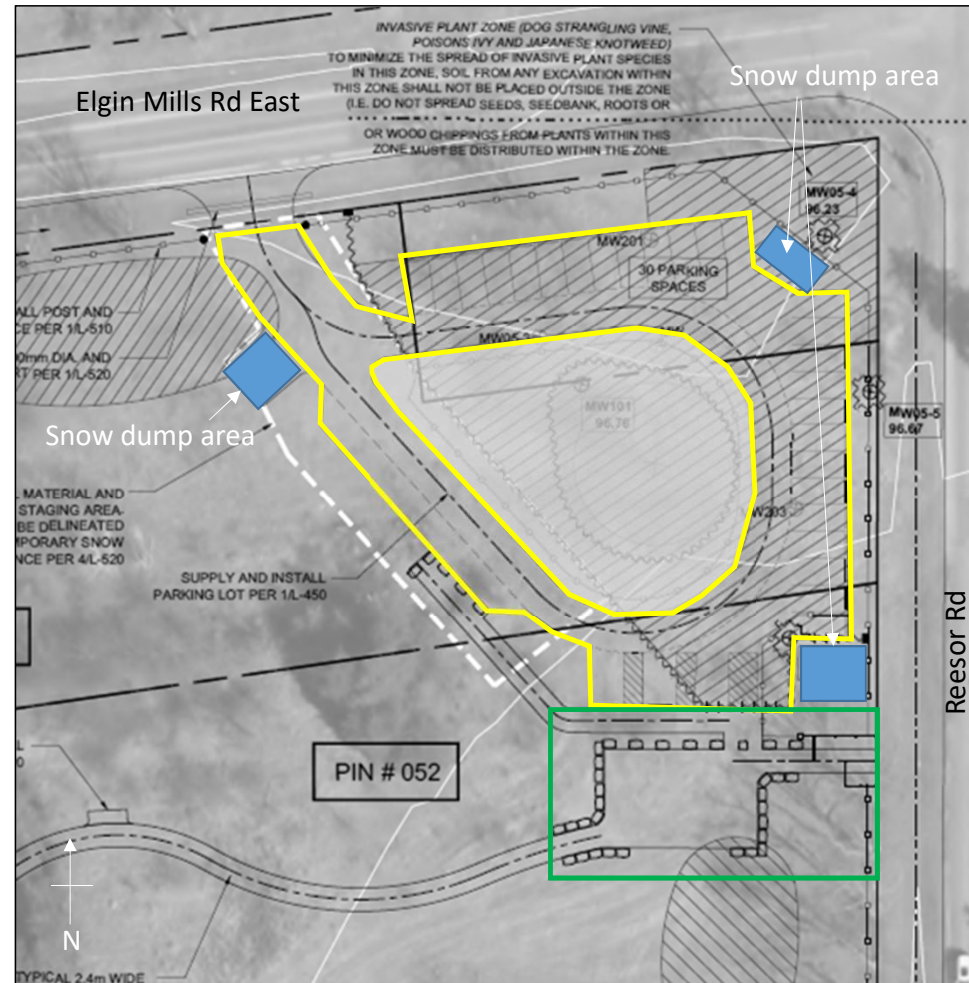 INVASIVE PLANT ZONE (DOG STRANGLING VINE,
POISONS IVY AND JAPANESE KNOTWEED)
TO MINIMIZE THE SPREAD OF INVASIVE PLANT SPECIES
IN THIS ZONE, SOIL FROM ANY EXCAVATION WITHIN
THIS ZONE SHALL NOT BE PLACED OUTSIDE THE ZONE
(I.E. DO NOT SPREAD SEEDS, SEEDBANK, ROOTS OR
OR WOOD CHIPPINGS FROM PLANTS WITHIN THIS
ZONE MUST BE DISTRIBUTED WITHIN THE ZONE.
Elgin Mills Rd East
Snow dump area
MW05-4
96.23
MW201
30 PARKING
SPACES
ALL POST AND
CE PER 1/L-510
0mm DIA. AND
RT PER 1/L-520
MW101
96.76
MW05-5
96.67
Snow dump area
MATERIAL AND
STAGING AREA
BE DELINEATED
MPORARY SNOW
NCE PER 4/L-520
MW203
SUPPLY AND INSTALL
PARKING LOT PER 1/L-450
Reesor Rd
PIN # 052
N
TYPICAL 2.4m WIDE